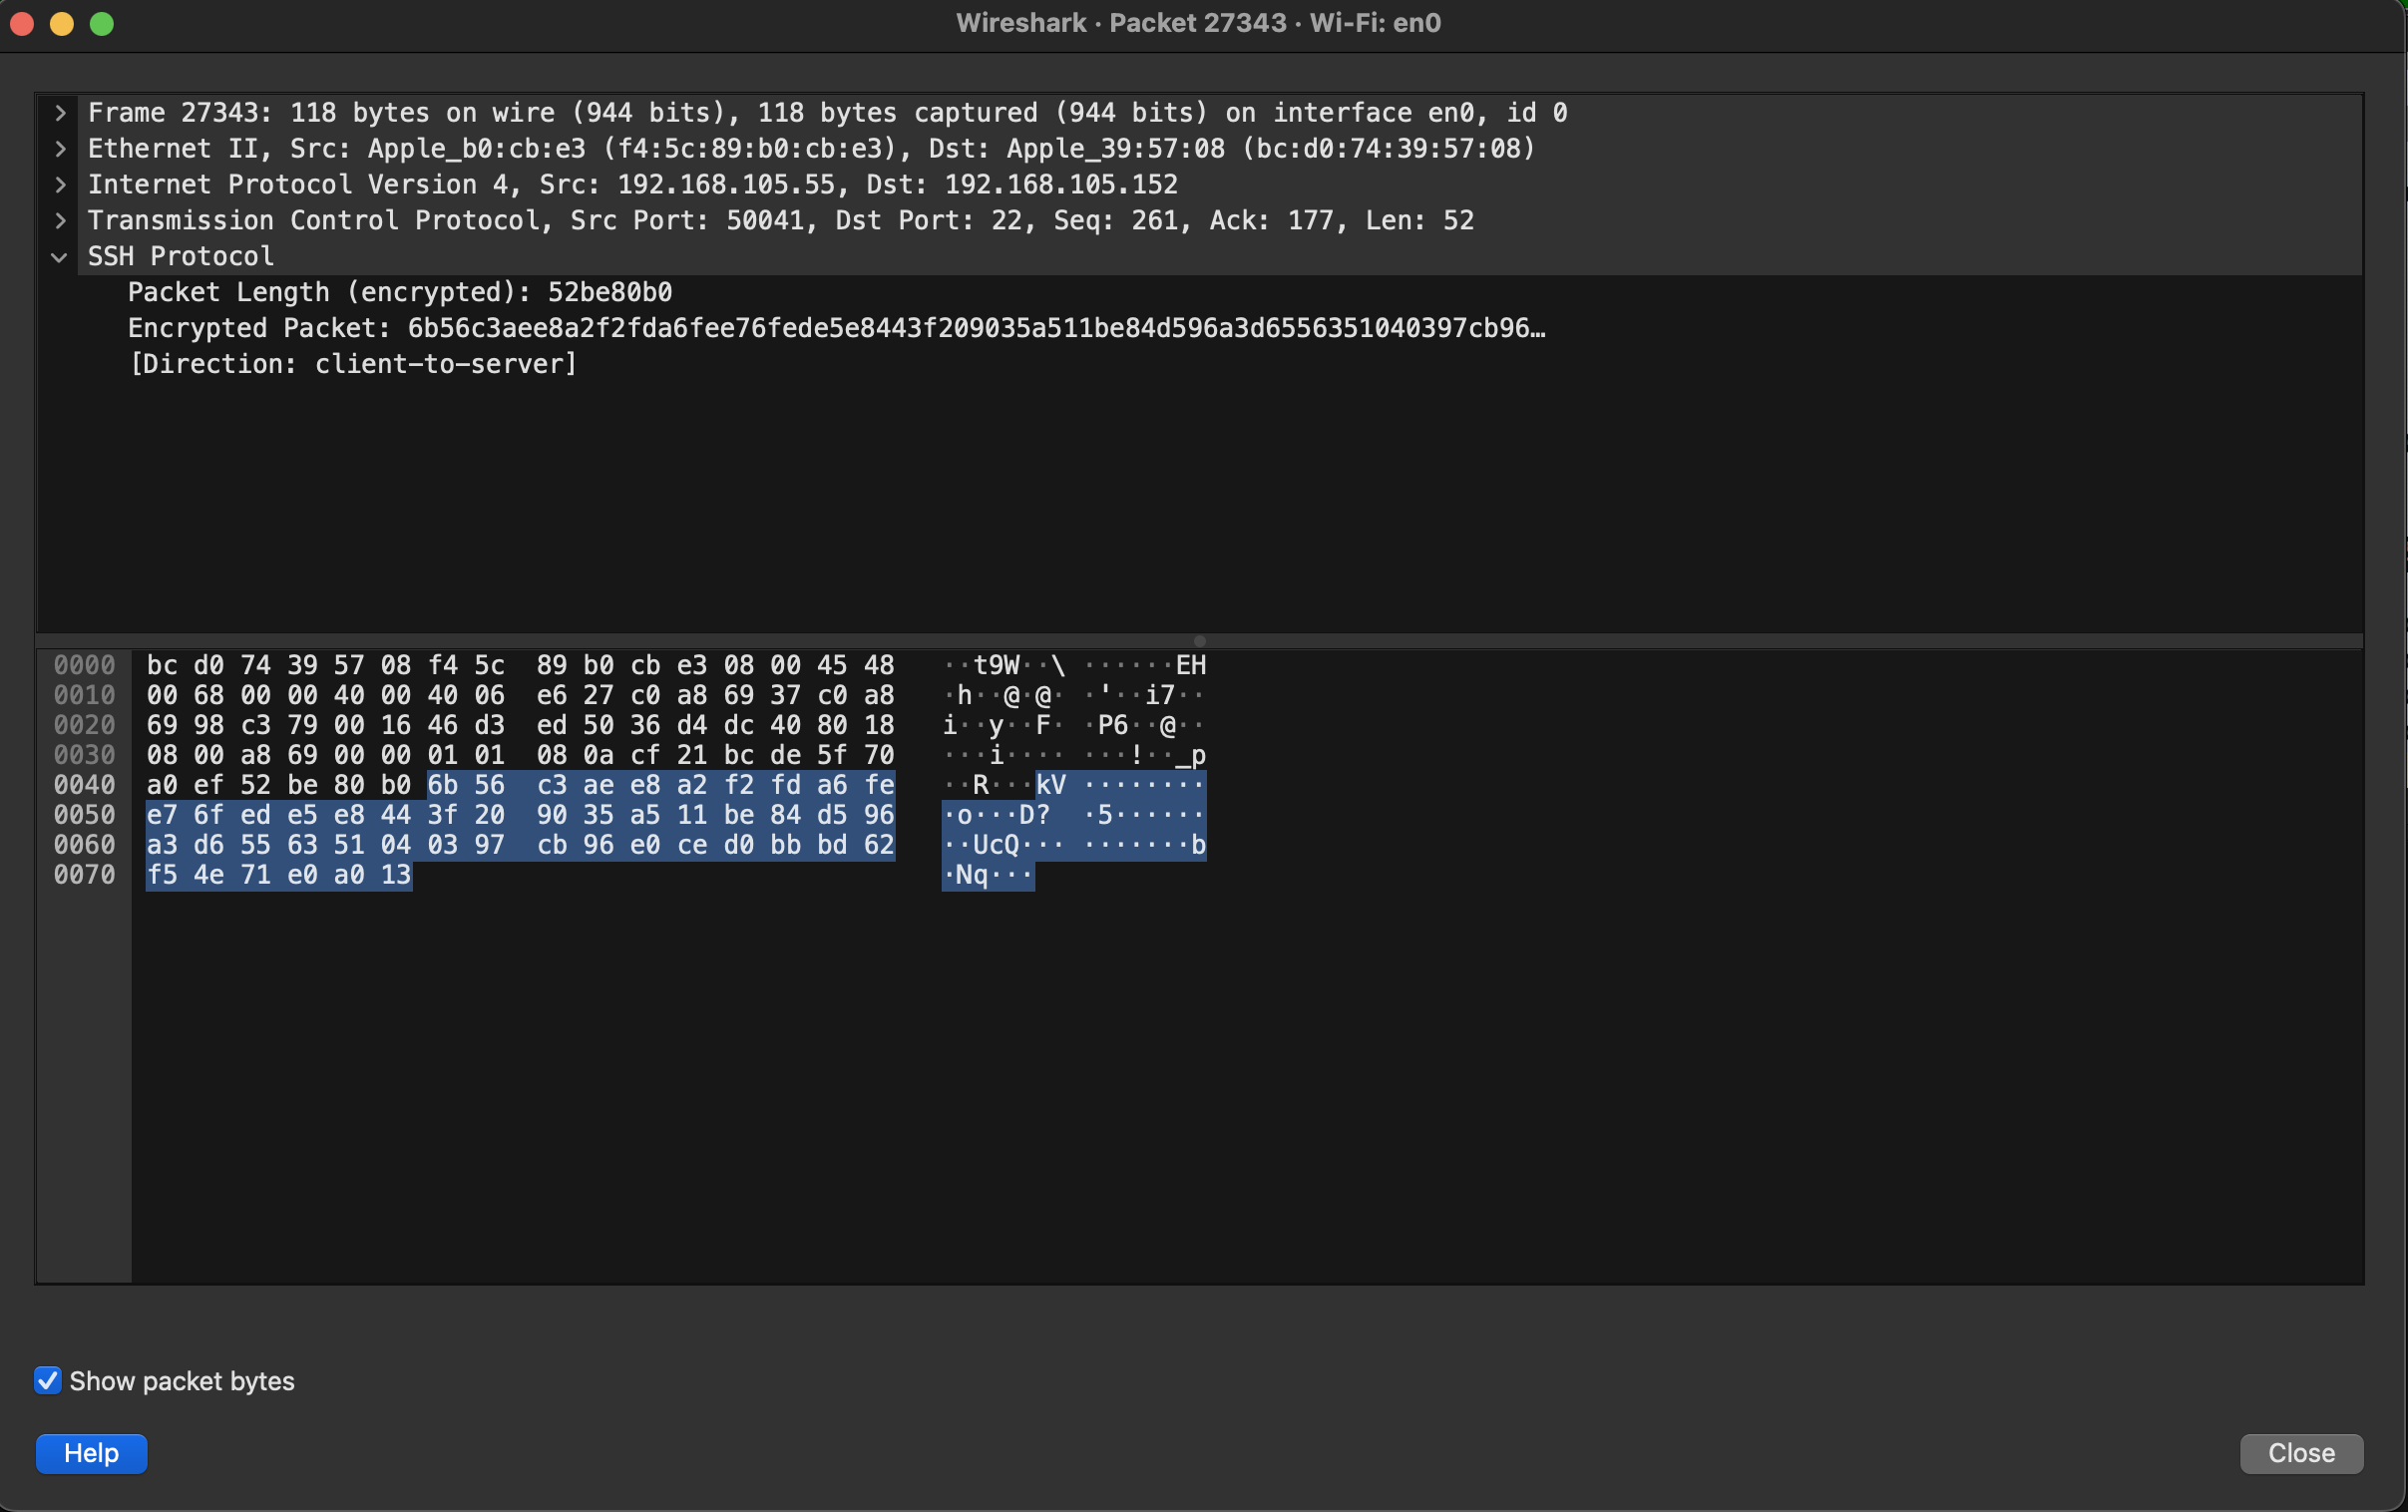 Wireshark · Packet 27343 · Wi-Fi: en0
Frame 27343: 118 bytes on wire (944 bits), 118 bytes captured (944 bits) on interface en0, id 0
Ethernet II, Src: Apple_b0:cb:e3 (f4:5c:89:b0:cb:e3), Dst: Apple_39:57:08 (bc:d0:74:39:57:08)
Internet Protocol Version 4, Src: 192.168.105.55, Dst: 192.168.105.152
Transmission Control Protocol, Src Port: 50041, Dst Port: 22, Seq: 261, Ack: 177, Len: 52
SSH Protocol
Packet Length (encrypted): 52be80b0
Encrypted Packet: 6b56c3aee8a2f2fda6fee76fede5e8443f209035a511be84d596a3d6556351040397cb96…
[Direction: client-to-server]
0000 bc d0 74 39 57 08 f4 5c 89 b0 cb e3 08 00 45 48 ··t9W··\ ······EH
0010 00 68 00 00 40 00 40 06 e6 27 c0 a8 69 37 c0 a8 ·h··@·@· ·'··i7··
0020 69 98 c3 79 00 16 46 d3 ed 50 36 d4 dc 40 80 18 i··y··F· ·P6··@··
0030 08 00 a8 69 00 00 01 01 08 0a cf 21 bc de 5f 70 ···i···· ···!··_p
0040 a0 ef 52 be 80 b0 6b 56 c3 ae e8 a2 f2 fd a6 fe ··R···kV ········
0050 e7 6f ed e5 e8 44 3f 20 90 35 a5 11 be 84 d5 96 ·o···D? ·5······
0060 a3 d6 55 63 51 04 03 97 cb 96 e0 ce d0 bb bd 62 ··UcQ··· ·······b
0070 f5 4e 71 e0 a0 13 ·Nq···
Show packet bytes
Help
Close